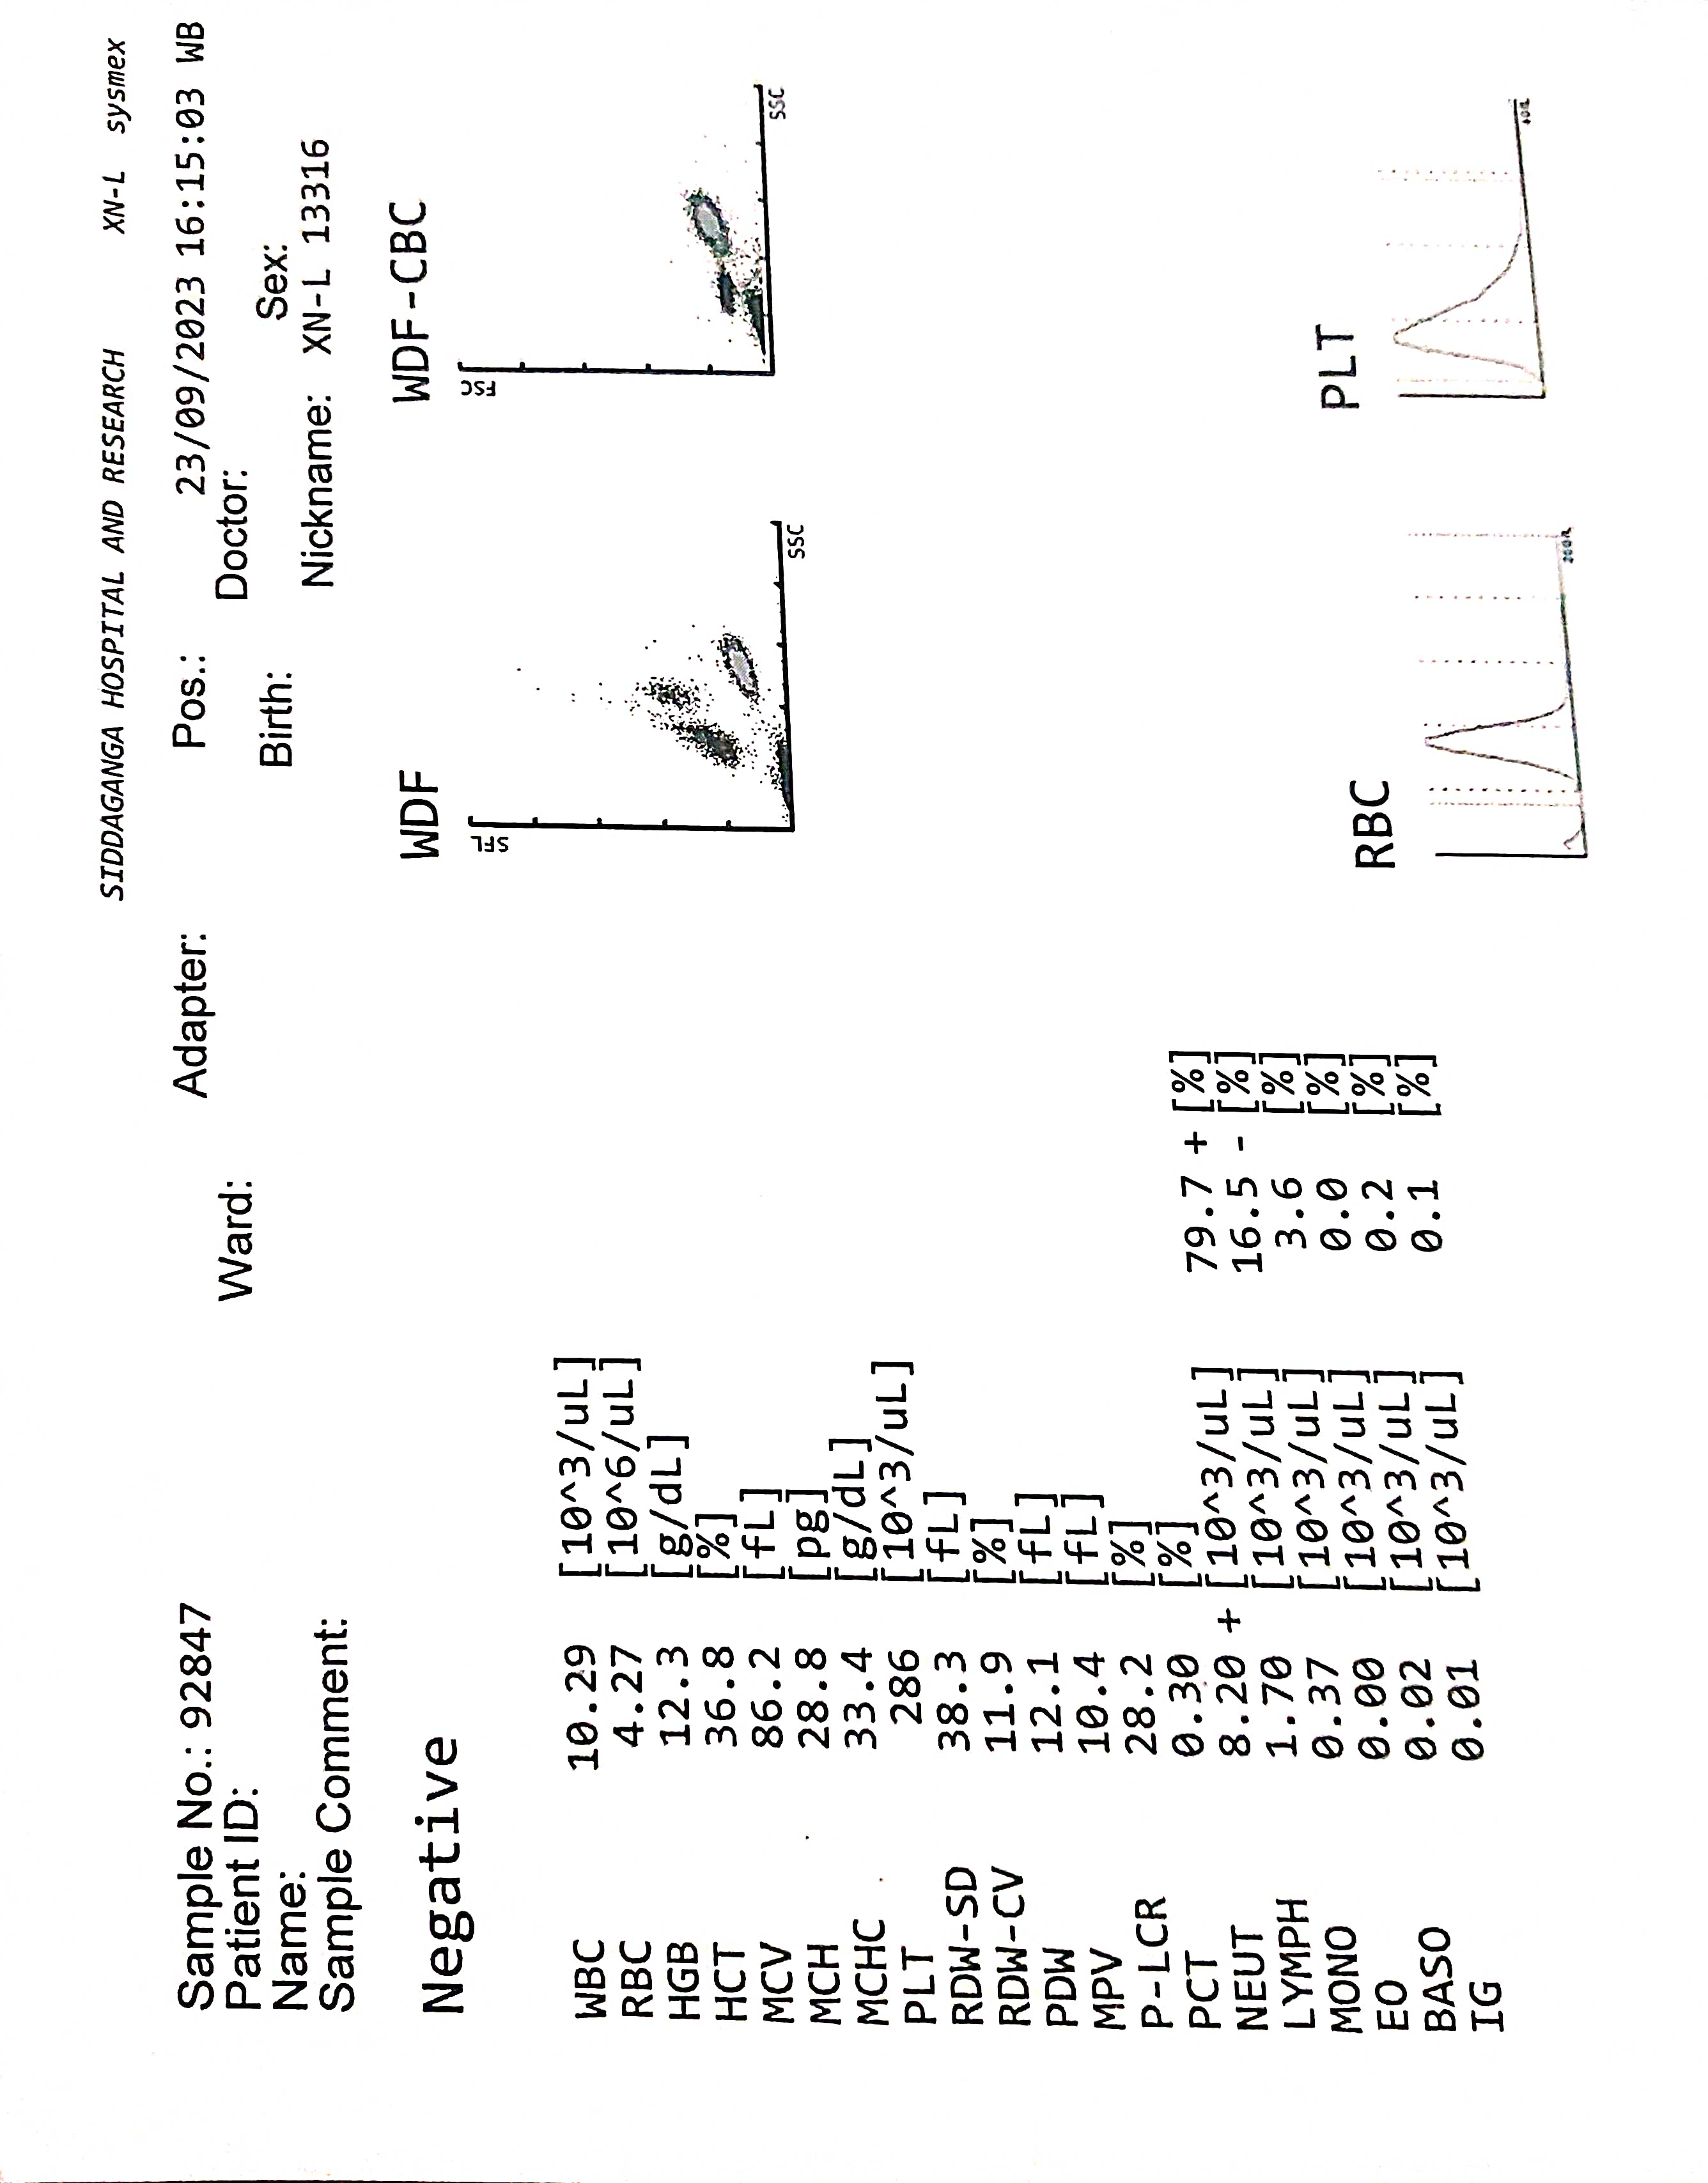 SIDDAGANGA HOSPITAL AND RESEARCH XN-L sysmex
Sample No.: 92847 Adapter: Pos.: 23/09/2023 16:15:03 WB
Patient ID: Ward: Doctor:
Name: Birth: Sex:
Sample Comment: Nickname: XN-L 13316
Negative
WDF WDF-CBC
SFL FSC
SSC SSC
WBC 10.29 [10^3/uL]
RBC 4.27 [10^6/uL]
HGB 12.3 [g/dL]
HCT 36.8 [%]
MCV 86.2 [fL]
MCH 28.8 [pg]
MCHC 33.4 [g/dL]
PLT 286 [10^3/uL]
RDW-SD 38.3 [fL]
RDW-CV 11.9 [%]
PDW 12.1 [fL]
MPV 10.4 [fL]
P-LCR 28.2 [%]
PCT 0.30 [%]
NEUT 8.20 + [10^3/uL] 79.7 + [%]
LYMPH 1.70 [10^3/uL] 16.5 - [%]
MONO 0.37 [10^3/uL] 3.6 [%]
EO 0.00 [10^3/uL] 0.0 [%]
BASO 0.02 [10^3/uL] 0.2 [%]
IG 0.01 [10^3/uL] 0.1 [%]
RBC PLT